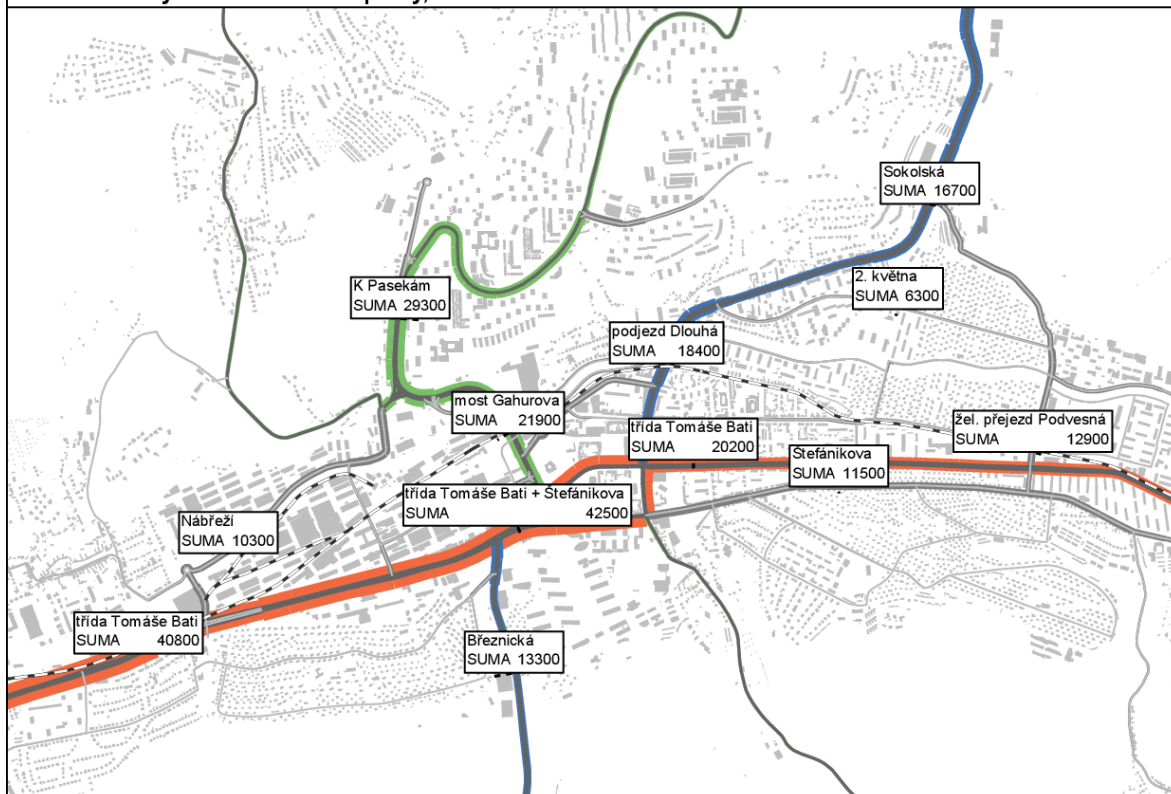 Sokolská
SUMA 16700
2. května
SUMA 6300
K Pasekám
SUMA 29300
podjezd Dlouhá
SUMA 18400
most Gahurova
SUMA 21900
třída Tomáše Bati
SUMA 20200
žel. přejezd Podvesná
SUMA 12900
Štefánikova
SUMA 11500
třída Tomáše Bati + Štefánikova
SUMA 42500
Nábřeží
SUMA 10300
třída Tomáše Bati
SUMA 40800
Březnická
SUMA 13300